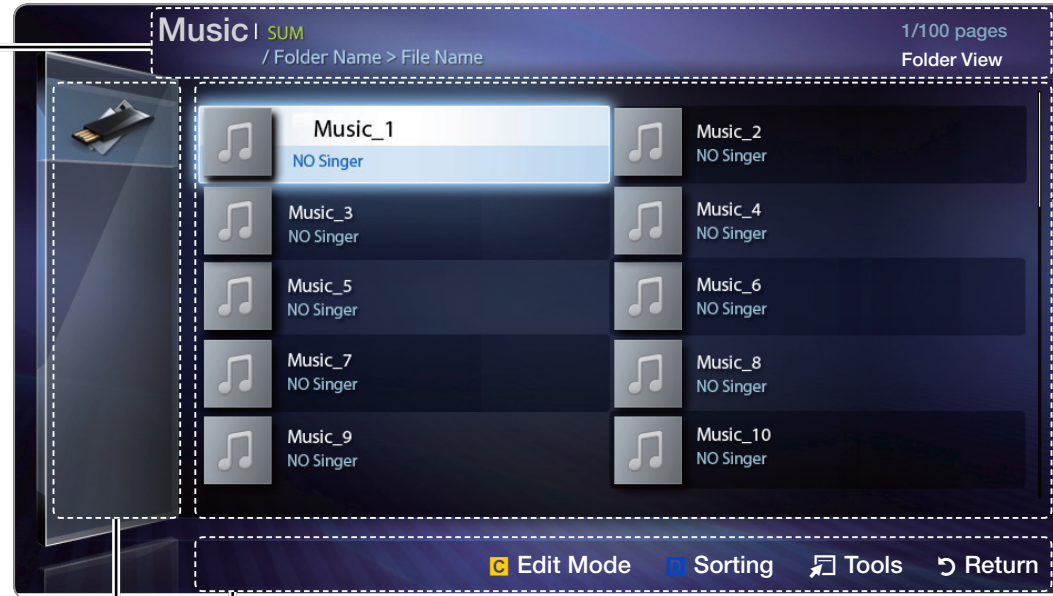 Music | SUM
/ Folder Name > File Name
1/100 pages
Folder View
Music_1
NO Singer
Music_2
NO Singer
Music_3
NO Singer
Music_4
NO Singer
Music_5
NO Singer
Music_6
NO Singer
Music_7
NO Singer
Music_8
NO Singer
Music_9
NO Singer
Music_10
NO Singer
C Edit Mode D Sorting Tools Return